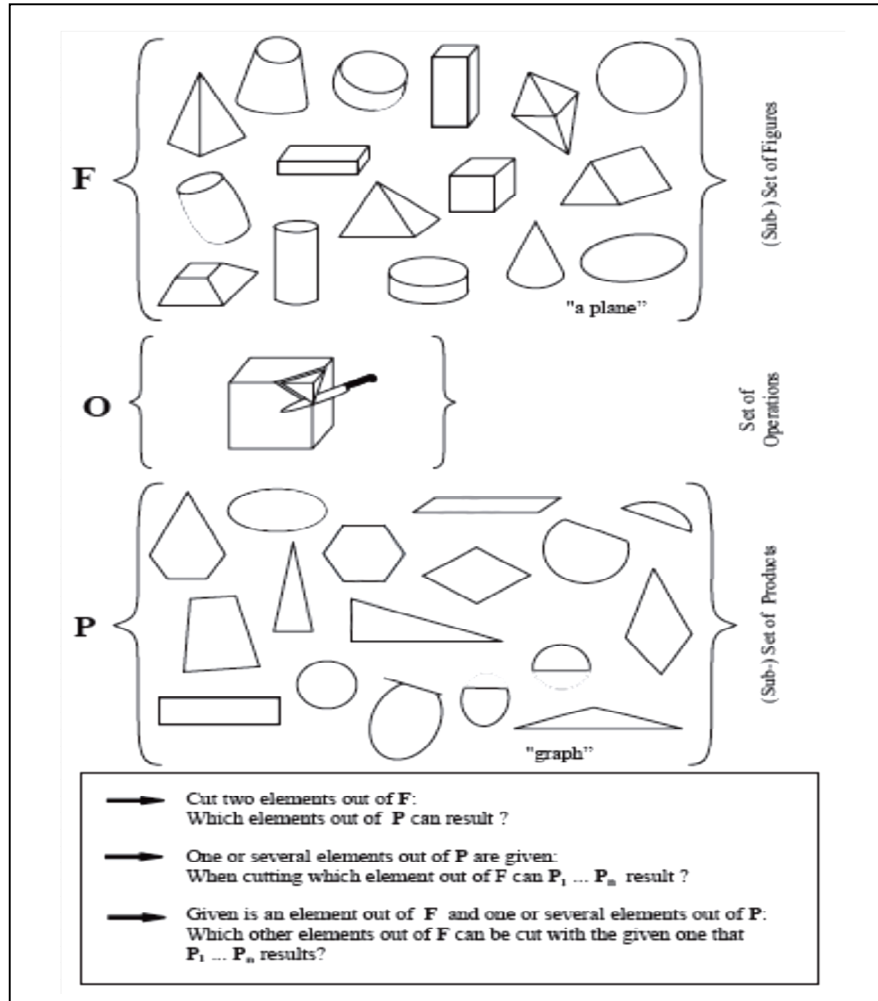 F
(Sub-) Set of Figures
"a plane”
O
Set of
Operations
P
(Sub-) Set of Products
"graph”
Cut two elements out of F:
Which elements out of P can result ?
One or several elements out of P are given:
When cutting which element out of F can P₁ ... Pₙ result ?
Given is an element out of F and one or several elements out of P:
Which other elements out of F can be cut with the given one that
P₁ ... Pₙ results?